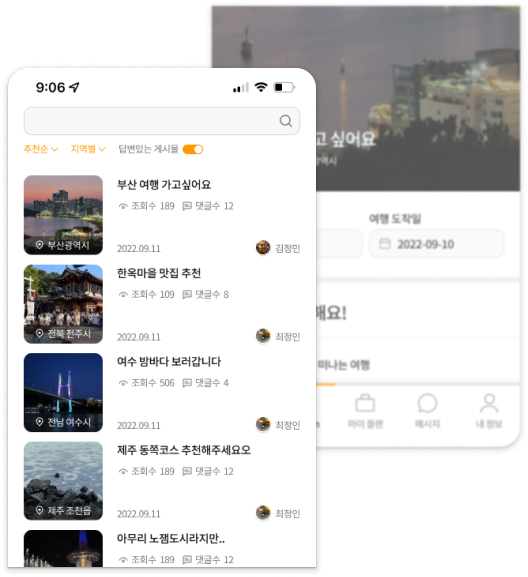 9:06
추천순
지역별
답변있는 게시물
부산 여행 가고싶어요
조회수 189 댓글수 12
부산광역시
2022.09.11
김정민
한옥마을 맛집 추천
조회수 109 댓글수 8
전북 전주시
2022.09.11
최정인
여수 밤바다 보러갑니다
조회수 506 댓글수 4
전남 여수시
2022.09.11
최정인
제주 동쪽코스 추천해주세요오
조회수 189 댓글수 12
제주 조천읍
2022.09.11
최정인
아무리 노잼도시라지만..
조회수 189 댓글수 12
고 싶어요
광역시
여행 도착일
2022-09-10
해요!
떠나는 여행
마이 플랜
메시지
내 정보